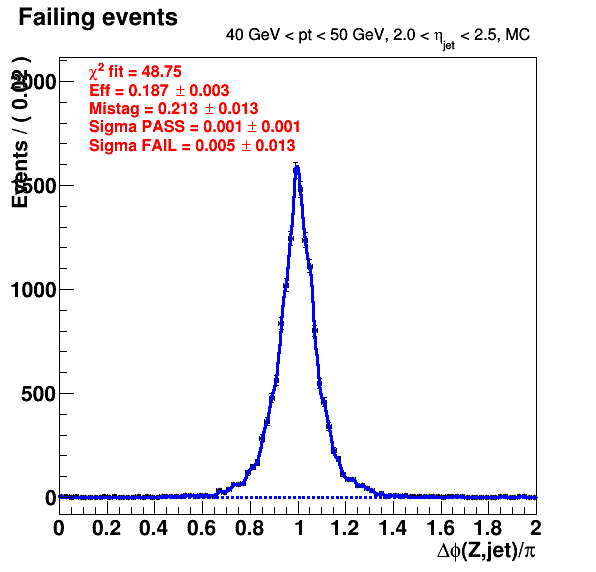 Failing events
40 GeV < pt < 50 GeV, 2.0 < ηjet < 2.5, MC
χ² fit = 48.75
Eff = 0.187 ± 0.003
Mistag = 0.213 ± 0.013
Sigma PASS = 0.001 ± 0.001
Sigma FAIL = 0.005 ± 0.013
Events / ( 0.02 )
2000
1500
1000
500
0
0 0.2 0.4 0.6 0.8 1 1.2 1.4 1.6 1.8 2
Δϕ(Z,jet)/π